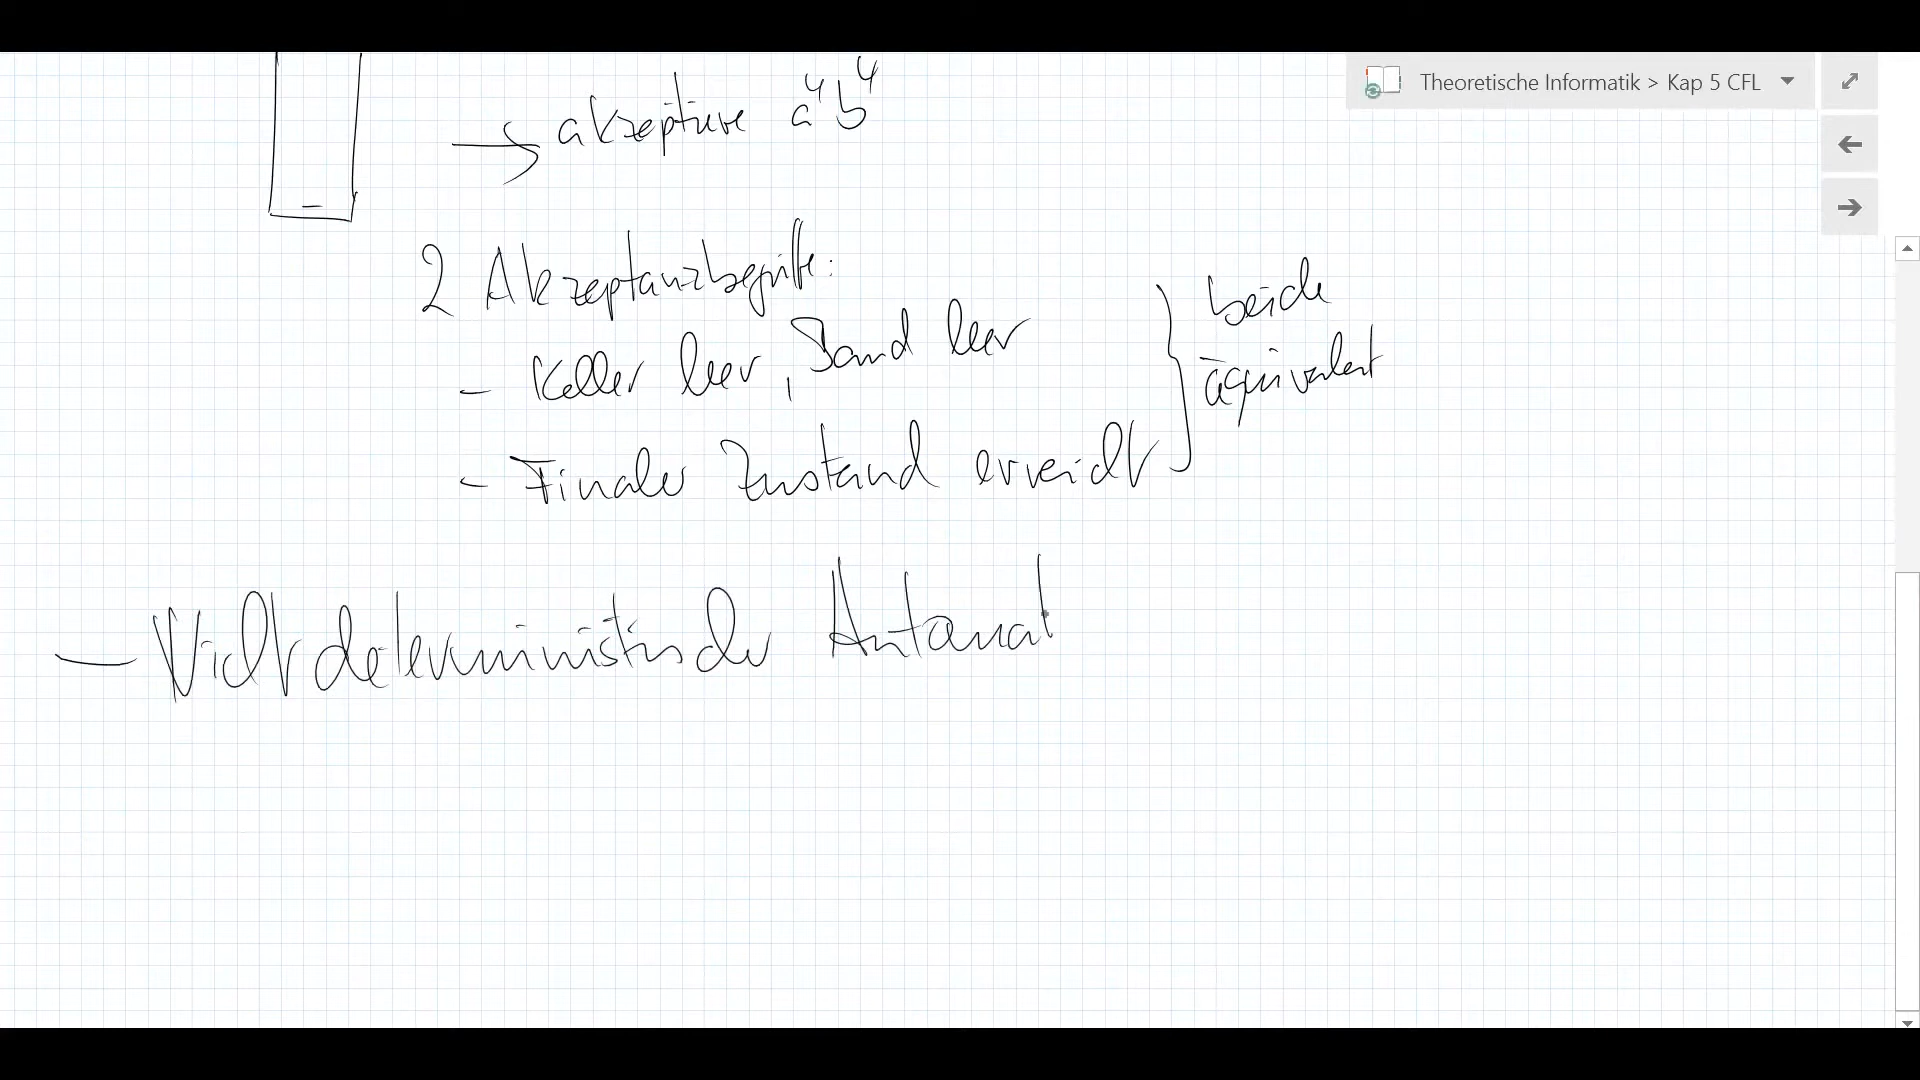 Theoretische Informatik > Kap 5 CFL
→ akzeptiere a⁴b⁴
2 Akzeptanzbegriffe:
- Keller leer, Band leer
- Finaler Zustand erreicht
} beide
äquivalent
- Nichtdeterministischer Automat